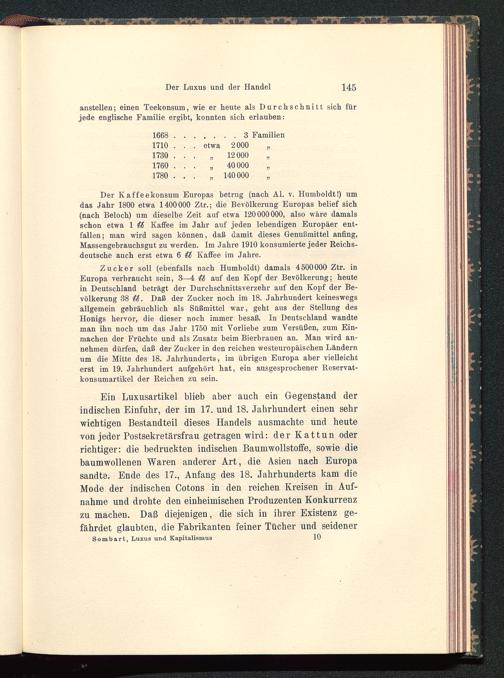 Der Luxus und der Handel 145
anstellen; einen Teekonsum, wie er heute als Durchschnitt sich für
jede englische Familie ergibt, konnten sich erlauben:
1668 . . . . . . . 3 Familien
1710 . . . etwa 2000 „
1730 . . . „ 12000 „
1760 . . . „ 40000 „
1780 . . . „ 140000 „
Der Kaffeekonsum Europas betrug (nach Al. v. Humboldt!) um
das Jahr 1800 etwa 1400000 Ztr.; die Bevölkerung Europas belief sich
(nach Beloch) um dieselbe Zeit auf etwa 120000000, also wäre damals
schon etwa 1 ℔ Kaffee im Jahr auf jeden lebendigen Europäer ent-
fallen; man wird sagen können, daß damit dieses Genußmittel anfing,
Massengebrauchsgut zu werden. Im Jahre 1910 konsumierte jeder Reichs-
deutsche auch erst etwa 6 ℔ Kaffee im Jahre.
Zucker soll (ebenfalls nach Humboldt) damals 4500000 Ztr. in
Europa verbraucht sein, 3—4 ℔ auf den Kopf der Bevölkerung; heute
in Deutschland beträgt der Durchschnittsverzehr auf den Kopf der Be-
völkerung 38 ℔. Daß der Zucker noch im 18. Jahrhundert keineswegs
allgemein gebräuchlich als Süßmittel war, geht aus der Stellung des
Honigs hervor, die dieser noch immer besaß. In Deutschland wandte
man ihn noch um das Jahr 1750 mit Vorliebe zum Versüßen, zum Ein-
machen der Früchte und als Zusatz beim Bierbrauen an. Man wird an-
nehmen dürfen, daß der Zucker in den reichen westeuropäischen Ländern
um die Mitte des 18. Jahrhunderts, im übrigen Europa aber vielleicht
erst im 19. Jahrhundert aufgehört hat, ein ausgesprochener Reservat-
konsumartikel der Reichen zu sein.
Ein Luxusartikel blieb aber auch ein Gegenstand der
indischen Einfuhr, der im 17. und 18. Jahrhundert einen sehr
wichtigen Bestandteil dieses Handels ausmachte und heute
von jeder Postsekretärsfrau getragen wird: der Kattun oder
richtiger: die bedruckten indischen Baumwollstoffe, sowie die
baumwollenen Waren anderer Art, die Asien nach Europa
sandte. Ende des 17., Anfang des 18. Jahrhunderts kam die
Mode der indischen Cotons in den reichen Kreisen in Auf-
nahme und drohte den einheimischen Produzenten Konkurrenz
zu machen. Daß diejenigen, die sich in ihrer Existenz ge-
fährdet glaubten, die Fabrikanten feiner Tücher und seidener
Sombart, Luxus und Kapitalismus 10